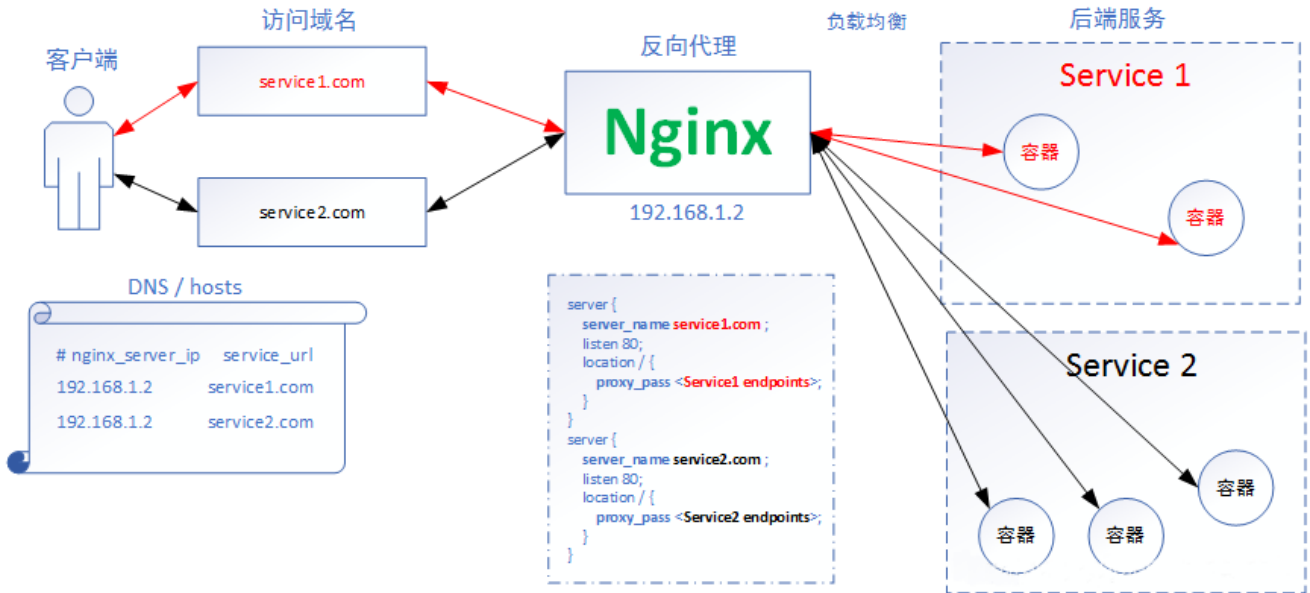 客户端
访问域名
service1.com
service2.com
反向代理
Nginx
192.168.1.2
负载均衡
后端服务
Service 1
容器
容器
Service 2
容器
容器
容器
DNS / hosts
# nginx_server_ip service_url
192.168.1.2 service1.com
192.168.1.2 service2.com
server {
server_name service1.com ;
listen 80;
location / {
proxy_pass <Service1 endpoints>;
}
}
server {
server_name service2.com ;
listen 80;
location / {
proxy_pass <Service2 endpoints>;
}
}